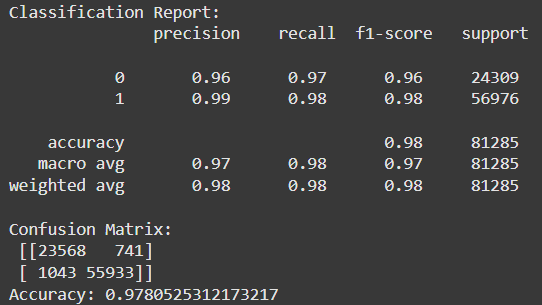 Classification Report:
precision recall f1-score support
0 0.96 0.97 0.96 24309
1 0.99 0.98 0.98 56976
accuracy 0.98 81285
macro avg 0.97 0.98 0.97 81285
weighted avg 0.98 0.98 0.98 81285
Confusion Matrix:
[[23568 741]
[ 1043 55933]]
Accuracy: 0.9780525312173217